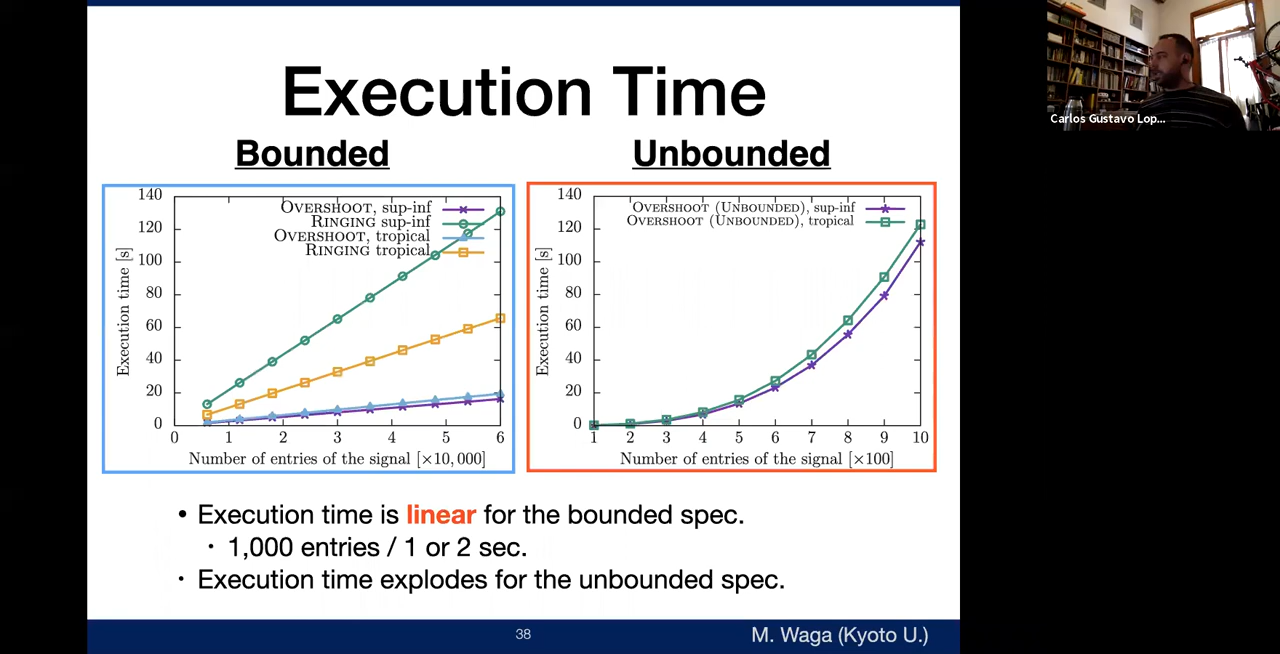 Execution Time
Bounded
Unbounded
140
120
100
80
60
40
20
0
Execution time [s]
OVERSHOOT, sup-inf
RINGING sup-inf
OVERSHOOT, tropical
RINGING tropical
0 1 2 3 4 5 6
Number of entries of the signal [×10,000]
140
120
100
80
60
40
20
0
Execution time [s]
OVERSHOOT (UNBOUNDED), sup-inf
OVERSHOOT (UNBOUNDED), tropical
1 2 3 4 5 6 7 8 9 10
Number of entries of the signal [×100]
• Execution time is linear for the bounded spec.
• 1,000 entries / 1 or 2 sec.
• Execution time explodes for the unbounded spec.
38
M. Waga (Kyoto U.)
Carlos Gustavo Lop...